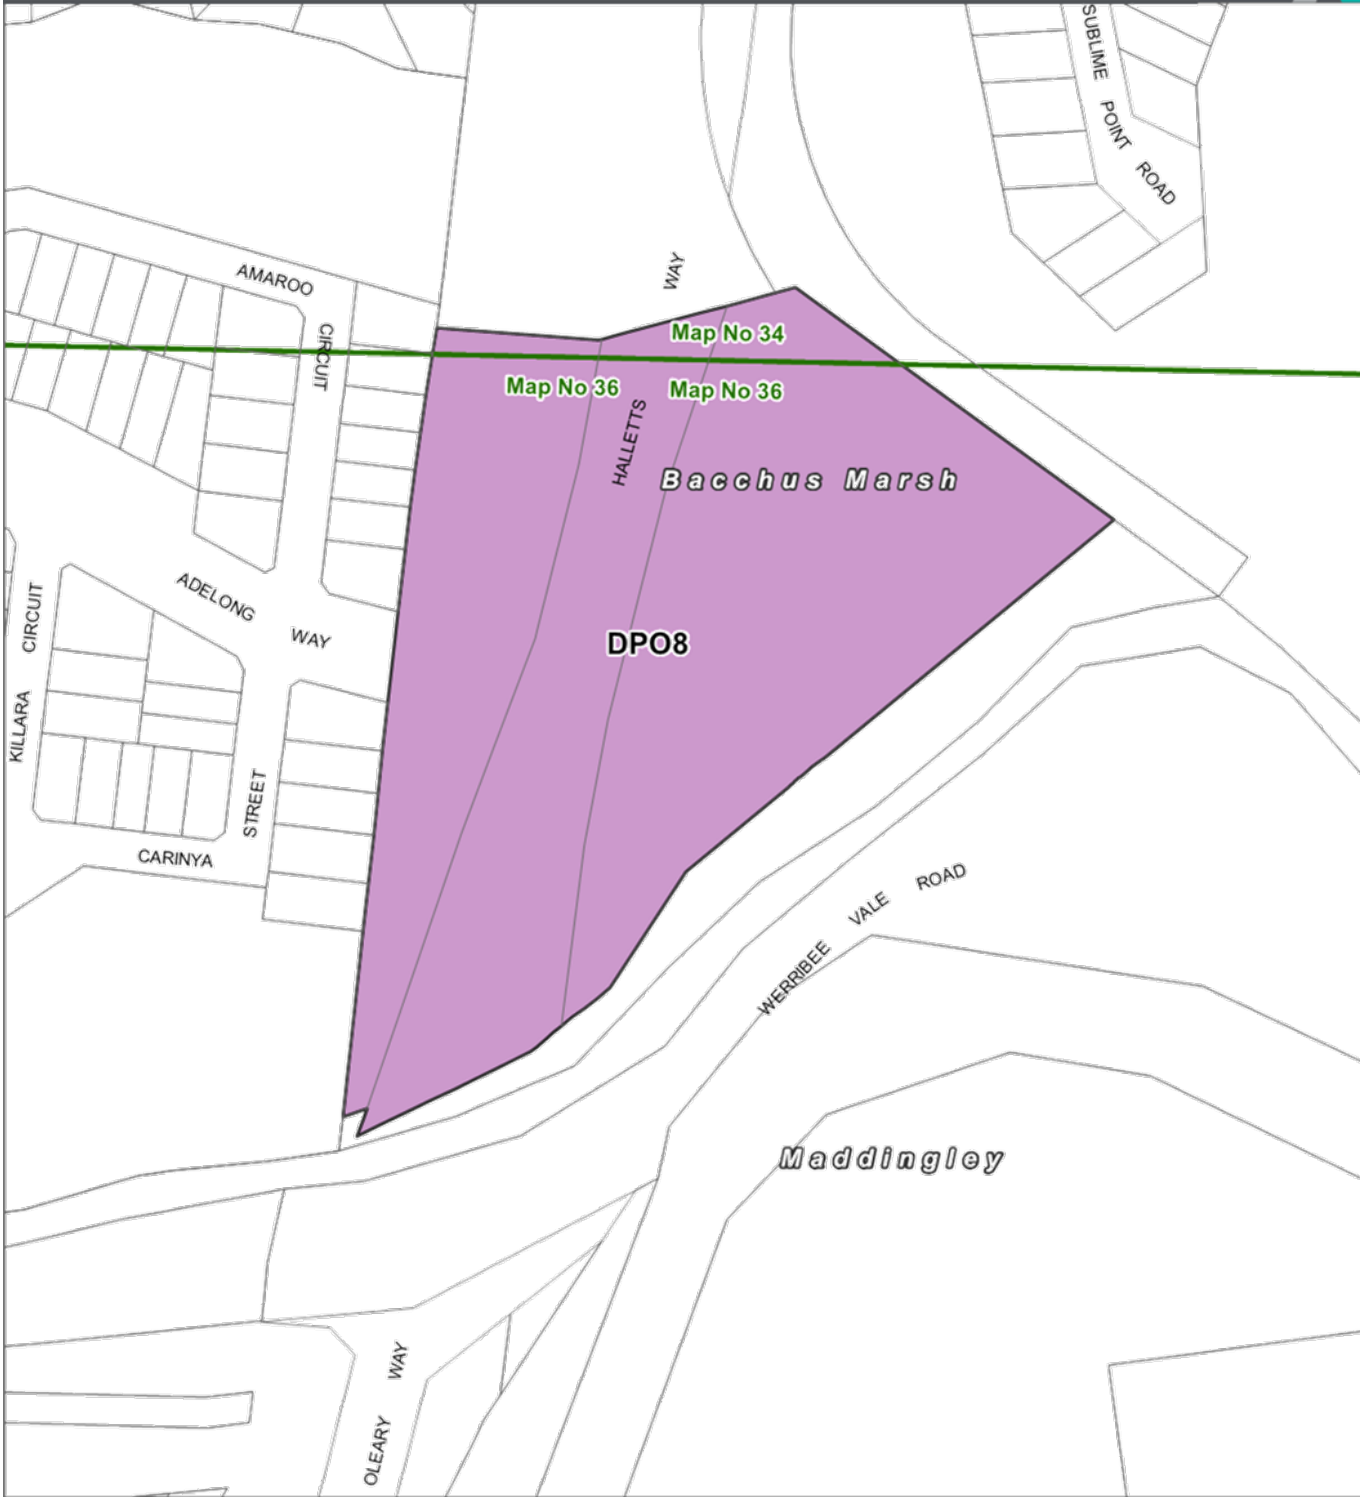 SUBLIME
POINT
ROAD
WAY
AMAROO
CIRCUIT
Map No 34
Map No 36
Map No 36
HALLETTS
Bacchus Marsh
ADELONG
WAY
CIRCUIT
KILLARA
DPO8
STREET
CARINYA
ROAD
VALE
WERRIBEE
Maddingley
WAY
OLEARY